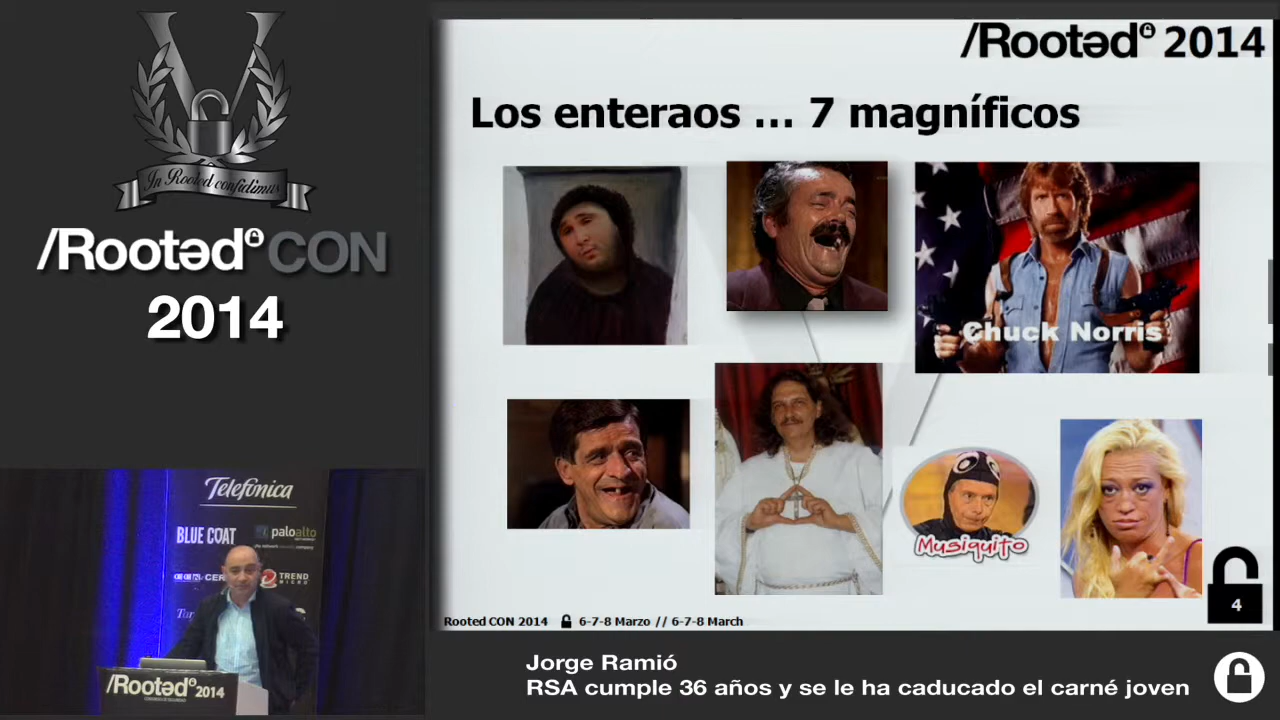 In Rooted confidimus
/Rootəd CON
2014
/Rootəd 2014
Los enteraos ... 7 magníficos
Chuck Norris
Musiquito
4
Rooted CON 2014 6-7-8 Marzo // 6-7-8 March
Telefónica
BLUE COAT
paloalto
TREND
MICRO
/Rootəd 2014
Jorge Ramió
RSA cumple 36 años y se le ha caducado el carné joven